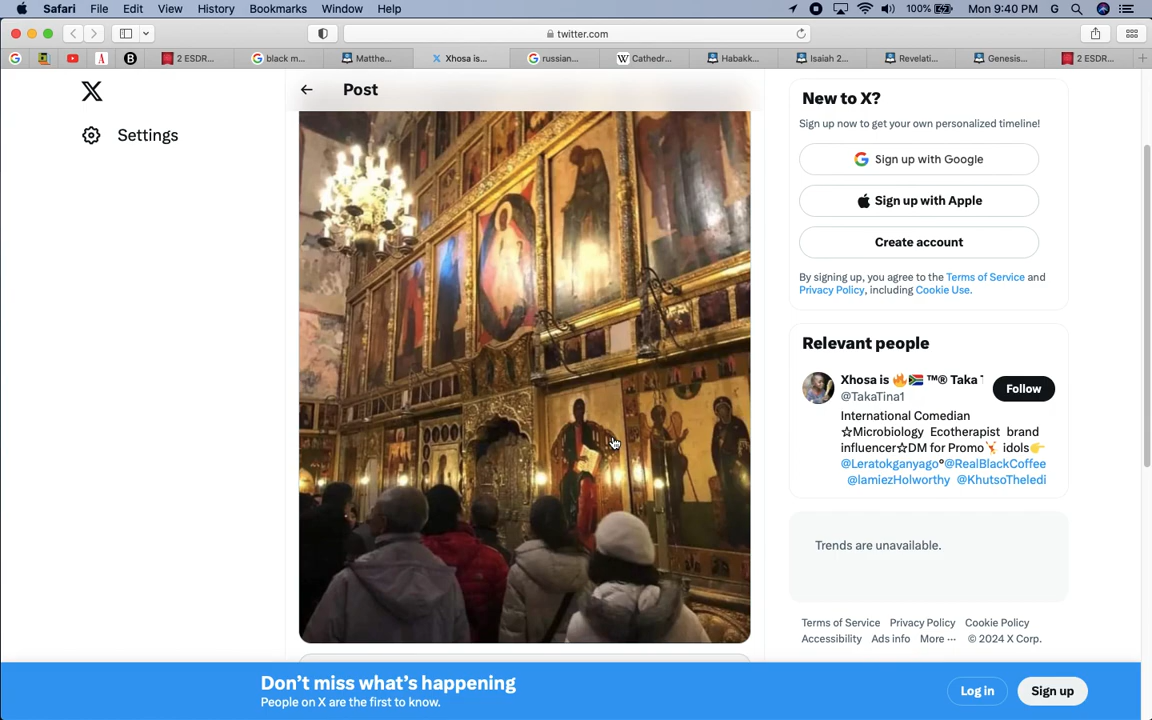 Safari File Edit View History Bookmarks Window Help 100% Mon 9:40 PM G
twitter.com
2 ESDR... black m... Matthe... Xhosa is... russian... Cathedr... Habakk... Isaiah 2... Revelati... Genesis... 2 ESDR...
Post
Settings
New to X?
Sign up now to get your own personalized timeline!
Sign up with Google
Sign up with Apple
Create account
By signing up, you agree to the Terms of Service and
Privacy Policy, including Cookie Use.
Relevant people
Xhosa is 🔥🇿🇦 ™® Taka
@TakaTina1
Follow
International Comedian
☆Microbiology Ecotherapist brand
influencer☆DM for Promo💃 idols👉
@Leratokganyago°@RealBlackCoffee
@IamiezHolworthy @KhutsoTheledi
Trends are unavailable.
Terms of Service Privacy Policy Cookie Policy
Accessibility Ads info More ··· © 2024 X Corp.
Don’t miss what’s happening
People on X are the first to know.
Log in
Sign up